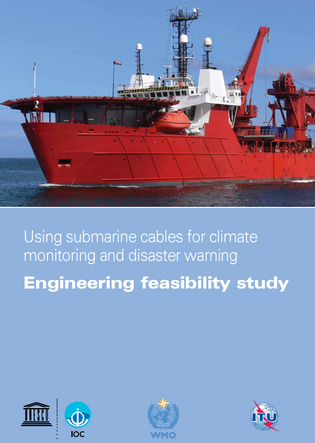 Using submarine cables for climate
monitoring and disaster warning
Engineering feasibility study
IOC
WMO
ITU